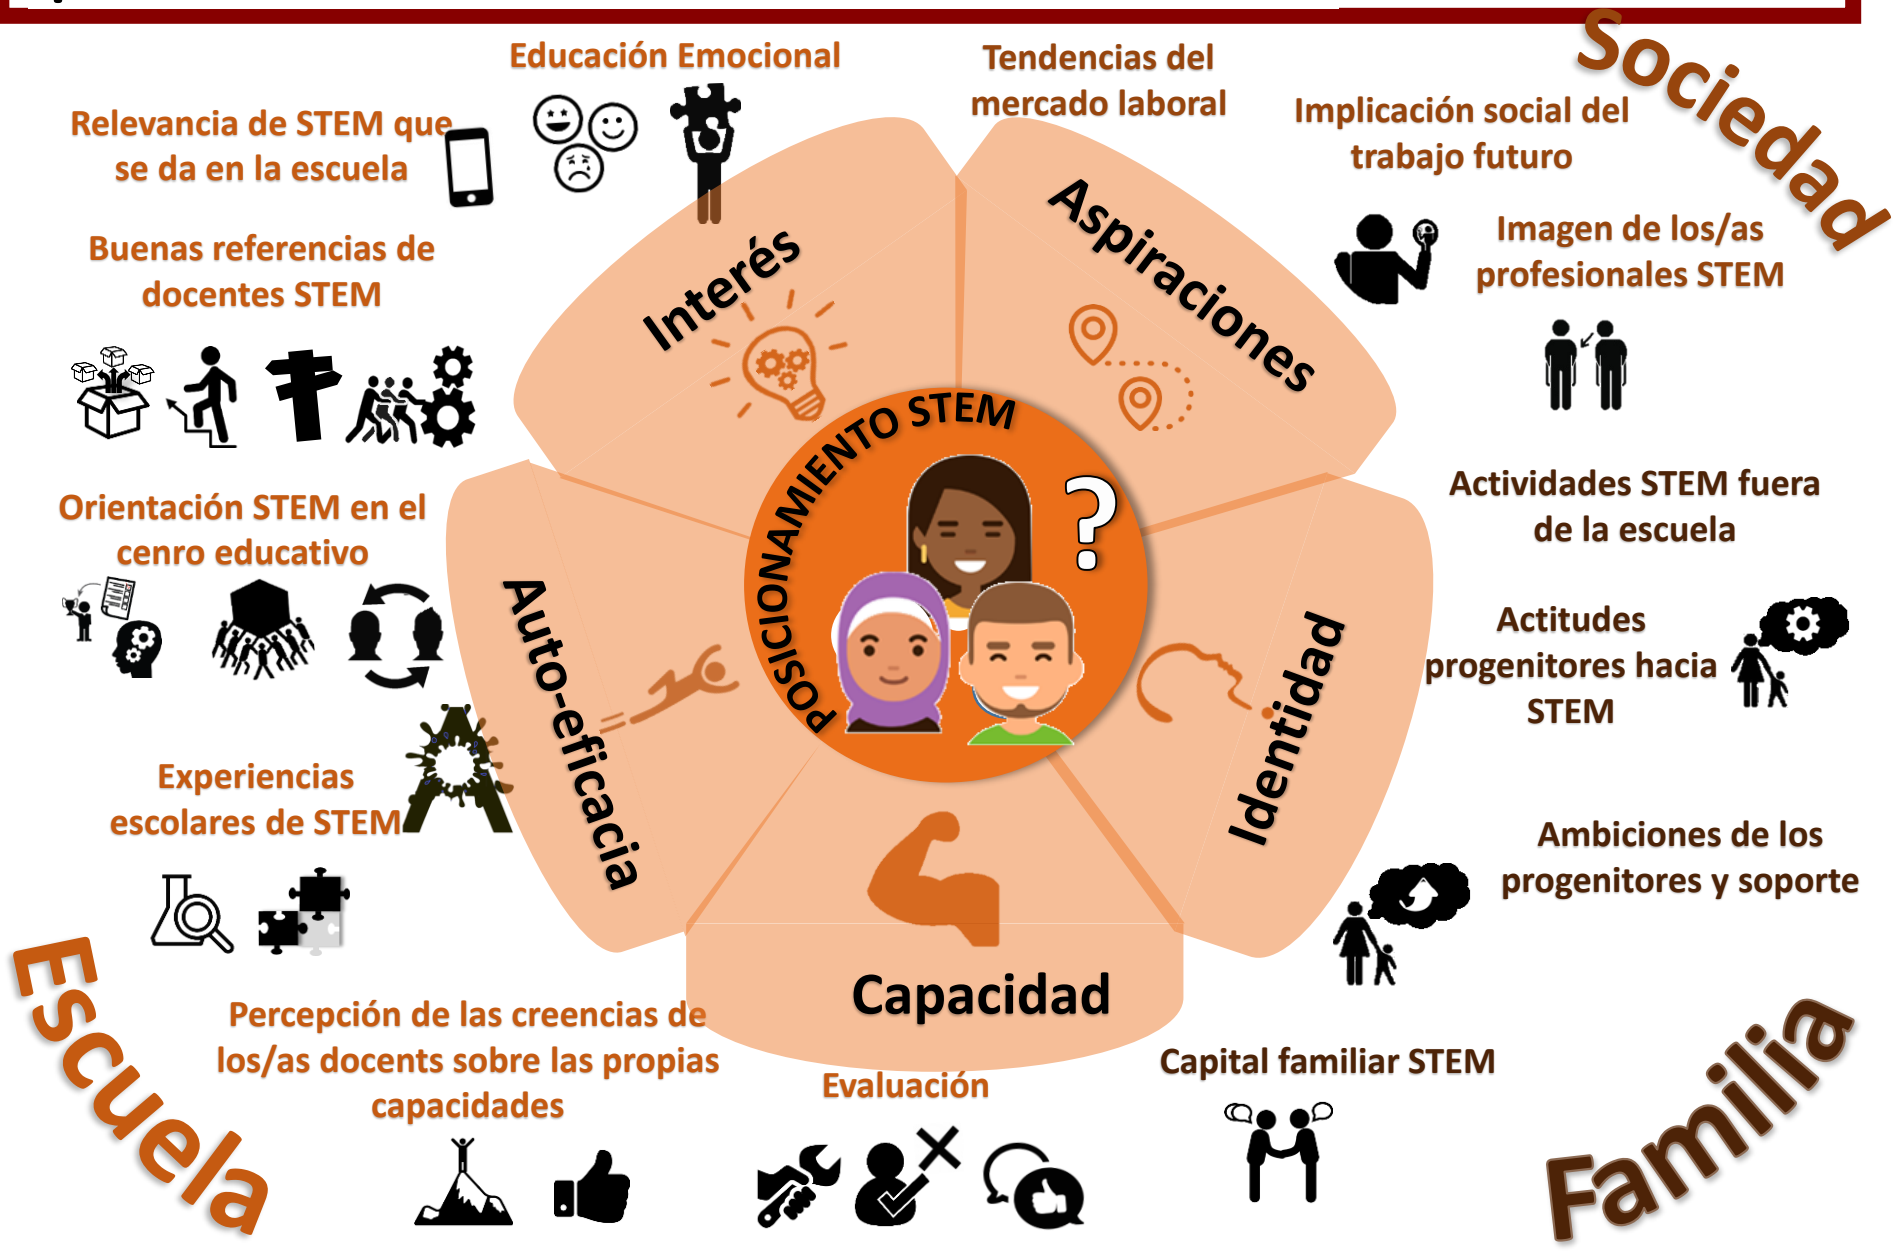 Sociedad
Educación Emocional
Tendencias del
mercado laboral
Relevancia de STEM que
se da en la escuela
Implicación social del
trabajo futuro
Buenas referencias de
docentes STEM
Imagen de los/as
profesionales STEM
Interés
Aspiraciones
POSICIONAMIENTO STEM
?
Orientación STEM en el
cenro educativo
Actividades STEM fuera
de la escuela
Auto-eficacia
Identidad
Actitudes
progenitores hacia
STEM
Experiencias
escolares de STEM
Ambiciones de los
progenitores y soporte
Capacidad
Escuela
Percepción de las creencias de
los/as docents sobre las propias
capacidades
Evaluación
Capital familiar STEM
Familia